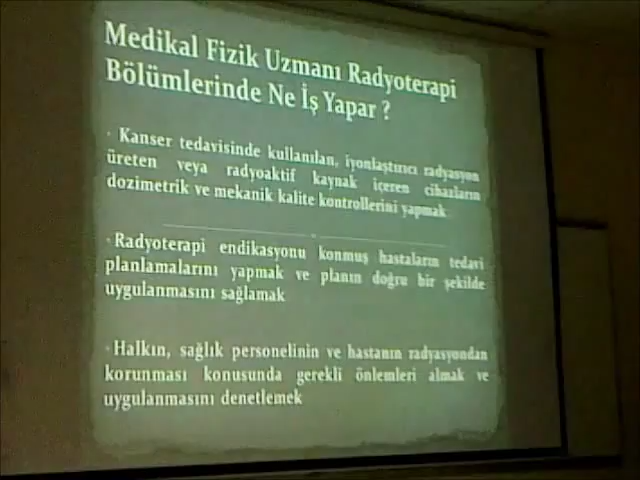 Medikal Fizik Uzmanı Radyoterapi
Bölümlerinde Ne İş Yapar ?
· Kanser tedavisinde kullanılan, iyonlaştırıcı radyasyon
üreten veya radyoaktif kaynak içeren cihazların
dozimetrik ve mekanik kalite kontrollerini yapmak
· Radyoterapi endikasyonu konmuş hastaların tedavi
planlamalarını yapmak ve planın doğru bir şekilde
uygulanmasını sağlamak
· Halkın, sağlık personelinin ve hastanın radyasyondan
korunması konusunda gerekli önlemleri almak ve
uygulanmasını denetlemek